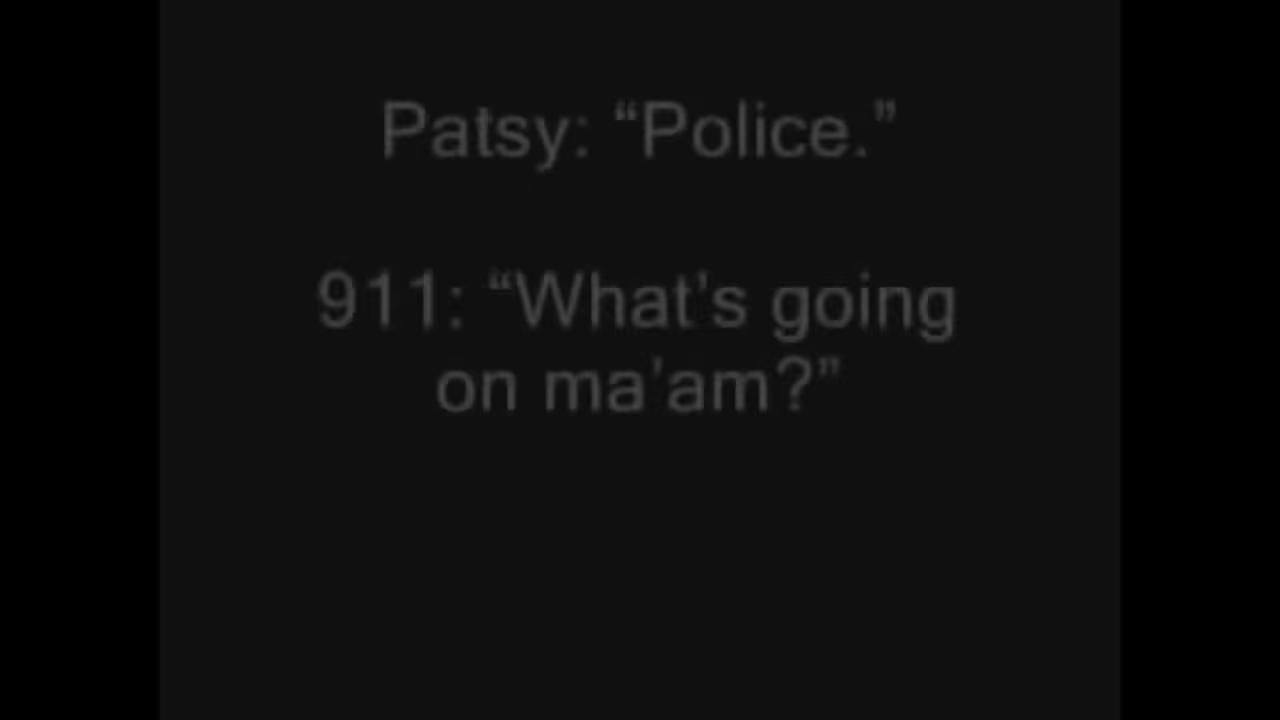 Patsy: “Police.”
911: “What’s going
on ma’am?”